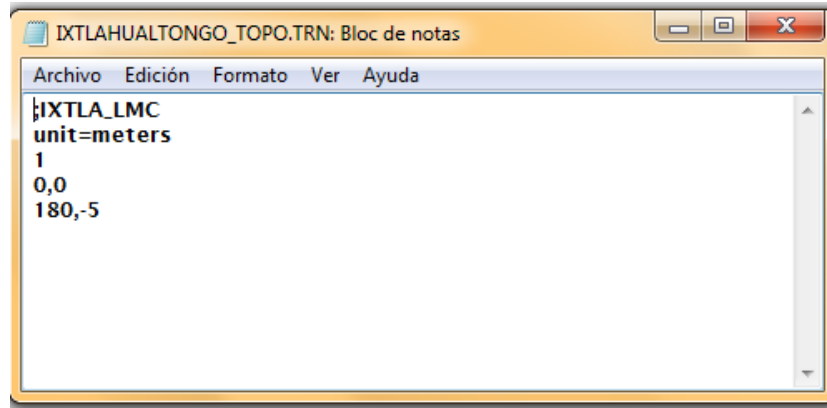 IXTLAHUALTONGO_TOPO.TRN: Bloc de notas
Archivo Edición Formato Ver Ayuda
;IXTLA_LMC
unit=meters
1
0,0
180,-5